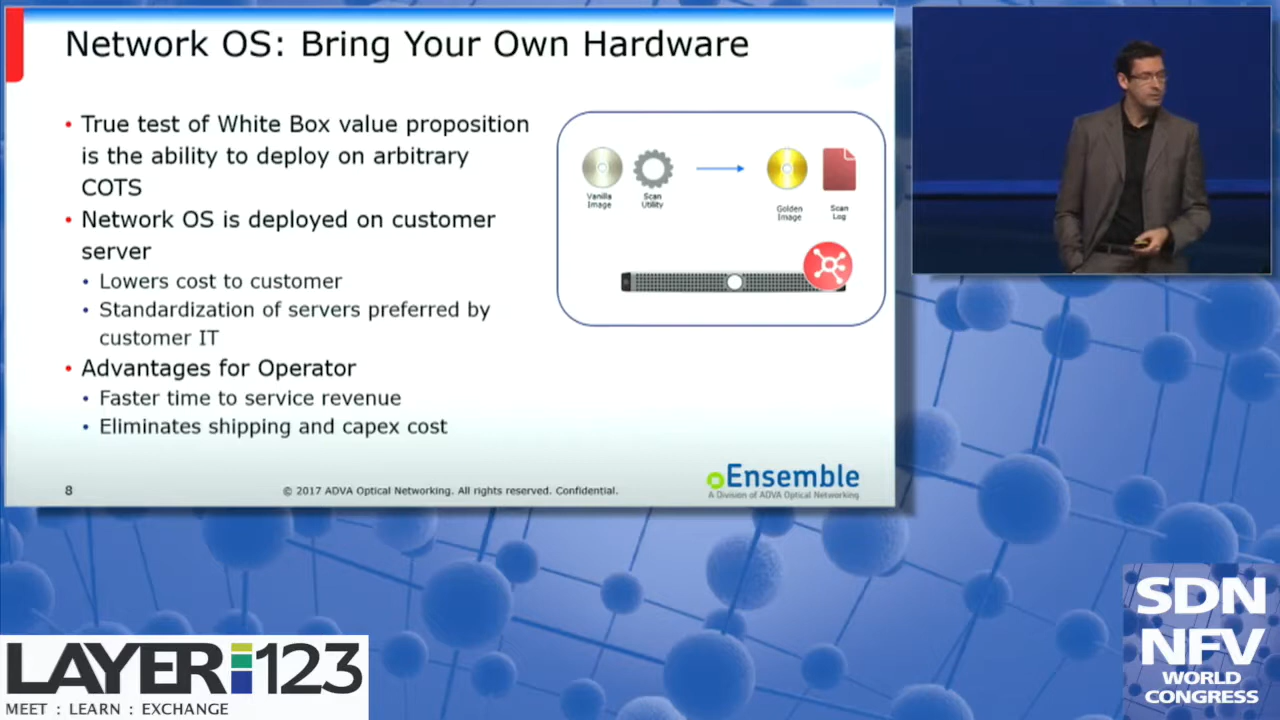 Network OS: Bring Your Own Hardware
• True test of White Box value proposition
is the ability to deploy on arbitrary
COTS
• Network OS is deployed on customer
server
• Lowers cost to customer
• Standardization of servers preferred by
customer IT
• Advantages for Operator
• Faster time to service revenue
• Eliminates shipping and capex cost
Vanilla
Image
Scan
Utility
Golden
Image
Scan
Log
8
© 2017 ADVA Optical Networking. All rights reserved. Confidential.
Ensemble
A Division of ADVA Optical Networking
LAYER 123
MEET : LEARN : EXCHANGE
SDN
NFV
WORLD
CONGRESS